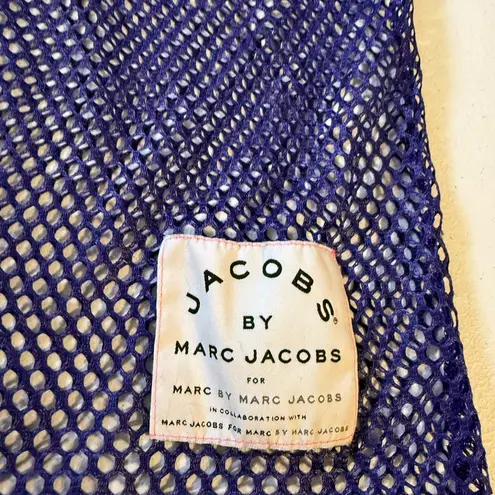 JACOBS®
BY
MARC JACOBS
FOR
MARC BY MARC JACOBS
IN COLLABORATION WITH
MARC JACOBS FOR MARC BY MARC JACOBS